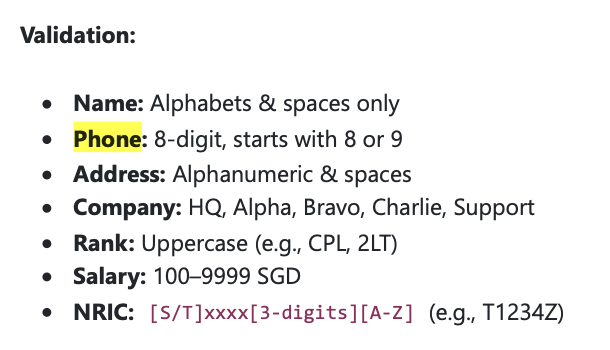 Validation:
• Name: Alphabets & spaces only
• Phone: 8-digit, starts with 8 or 9
• Address: Alphanumeric & spaces
• Company: HQ, Alpha, Bravo, Charlie, Support
• Rank: Uppercase (e.g., CPL, 2LT)
• Salary: 100–9999 SGD
• NRIC: [S/T]xxxx[3-digits][A-Z] (e.g., T1234Z)